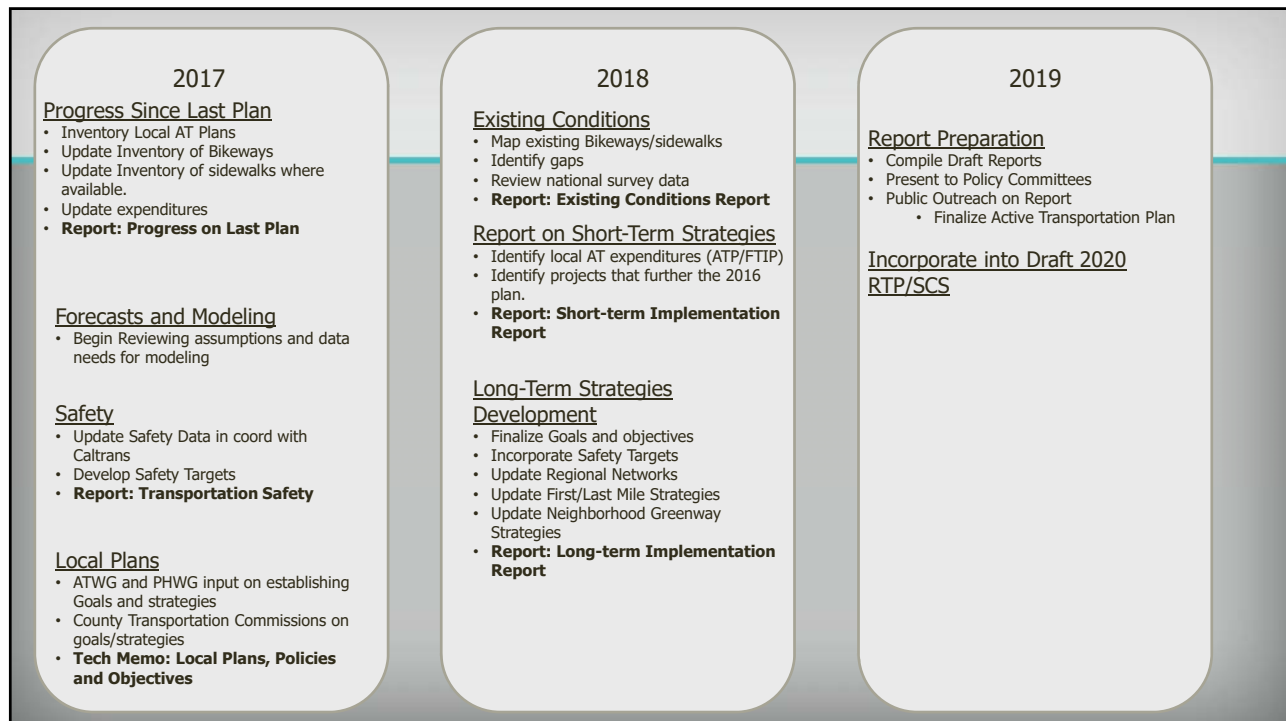 2017
Progress Since Last Plan
• Inventory Local AT Plans
• Update Inventory of Bikeways
• Update Inventory of sidewalks where
available.
• Update expenditures
• Report: Progress on Last Plan
Forecasts and Modeling
• Begin Reviewing assumptions and data
needs for modeling
Safety
• Update Safety Data in coord with
Caltrans
• Develop Safety Targets
• Report: Transportation Safety
Local Plans
• ATWG and PHWG input on establishing
Goals and strategies
• County Transportation Commissions on
goals/strategies
• Tech Memo: Local Plans, Policies
and Objectives
2018
Existing Conditions
• Map existing Bikeways/sidewalks
• Identify gaps
• Review national survey data
• Report: Existing Conditions Report
Report on Short-Term Strategies
• Identify local AT expenditures (ATP/FTIP)
• Identify projects that further the 2016
plan.
• Report: Short-term Implementation
Report
Long-Term Strategies
Development
• Finalize Goals and objectives
• Incorporate Safety Targets
• Update Regional Networks
• Update First/Last Mile Strategies
• Update Neighborhood Greenway
Strategies
• Report: Long-term Implementation
Report
2019
Report Preparation
• Compile Draft Reports
• Present to Policy Committees
• Public Outreach on Report
• Finalize Active Transportation Plan
Incorporate into Draft 2020
RTP/SCS